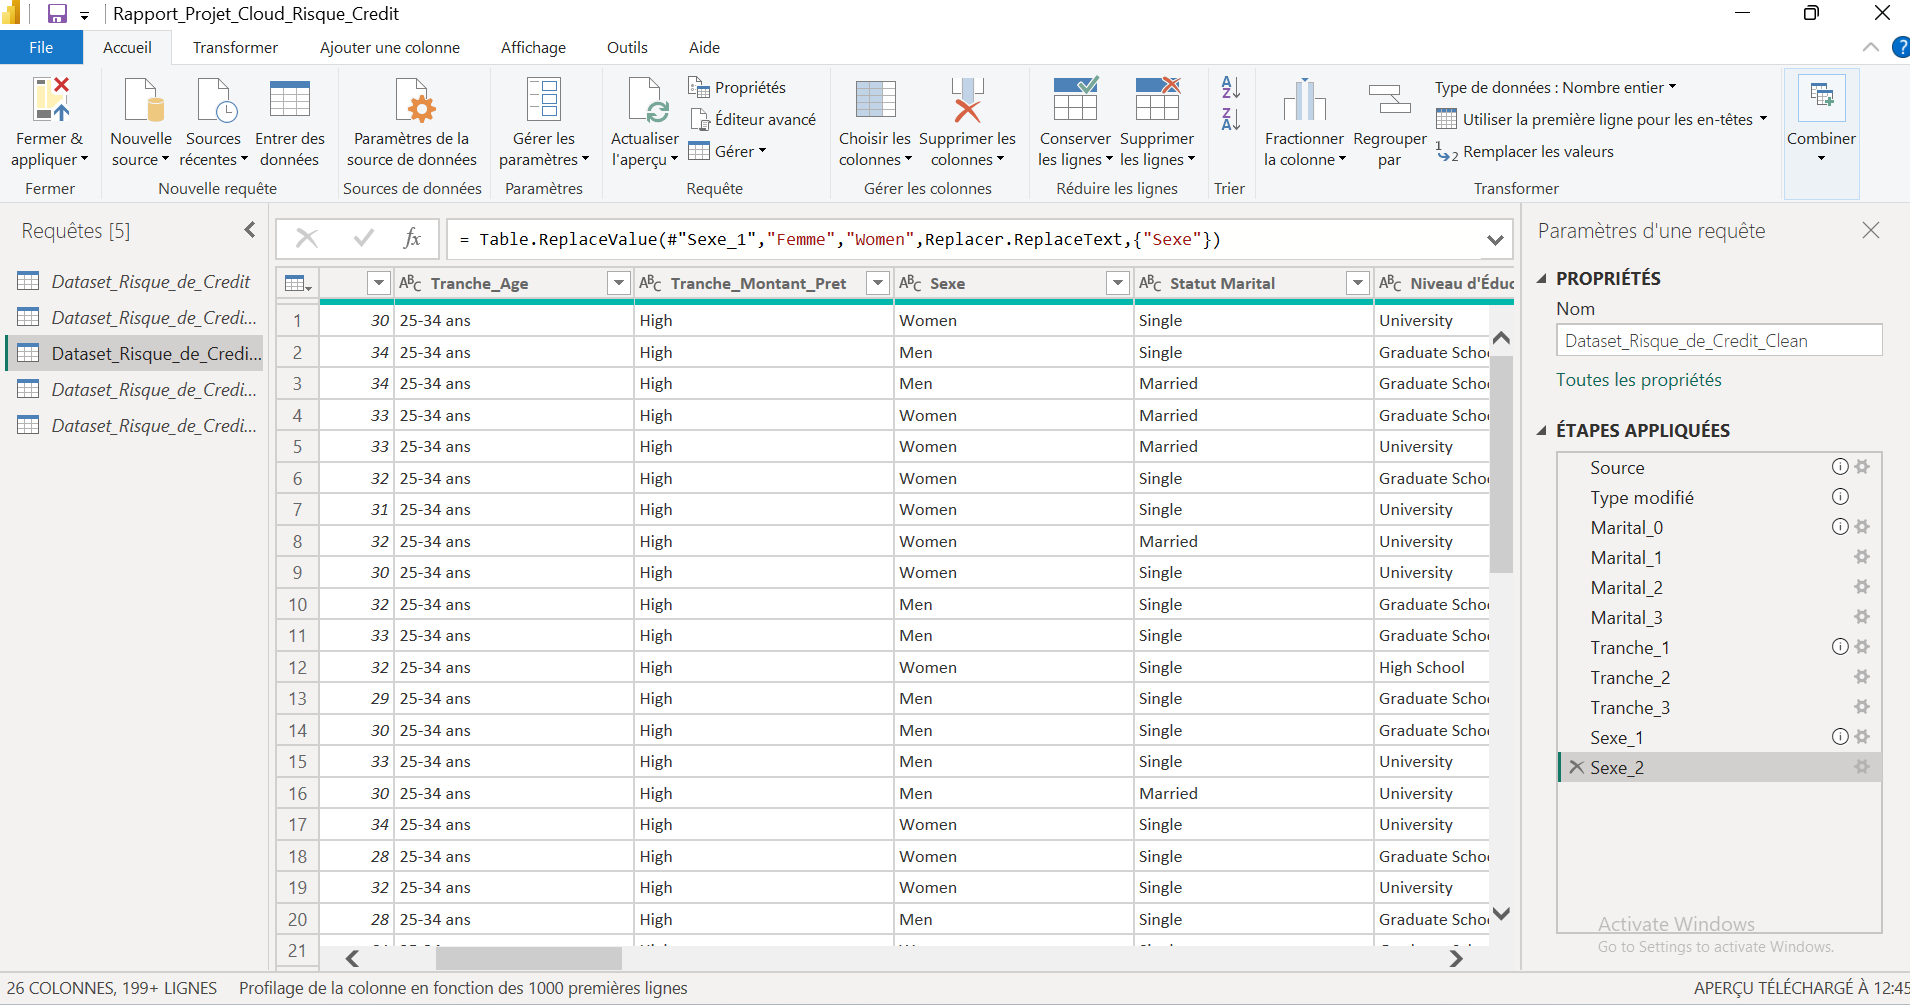 Rapport_Projet_Cloud_Risque_Credit
File Accueil Transformer Ajouter une colonne Affichage Outils Aide
Fermer & appliquer
Fermer
Nouvelle source
Sources récentes
Entrer des données
Nouvelle requête
Paramètres de la source de données
Sources de données
Gérer les paramètres
Paramètres
Actualiser l'aperçu
Propriétés
Éditeur avancé
Gérer
Requête
Choisir les colonnes
Supprimer les colonnes
Gérer les colonnes
Conserver les lignes
Supprimer les lignes
Réduire les lignes
Trier
Fractionner la colonne
Regrouper par
Type de données : Nombre entier
Utiliser la première ligne pour les en-têtes
Remplacer les valeurs
Transformer
Combiner
Requêtes [5]
Dataset_Risque_de_Credit
Dataset_Risque_de_Credi...
Dataset_Risque_de_Credi...
Dataset_Risque_de_Credi...
Dataset_Risque_de_Credi...
fx = Table.ReplaceValue(#"Sexe_1","Femme","Women",Replacer.ReplaceText,{"Sexe"})
ABC Tranche_Age ABC Tranche_Montant_Pret ABC Sexe ABC Statut Marital ABC Niveau d'Éduc
1 30 25-34 ans High Women Single University
2 34 25-34 ans High Men Single Graduate Schoo
3 34 25-34 ans High Men Married Graduate Schoo
4 33 25-34 ans High Women Married Graduate Schoo
5 33 25-34 ans High Women Married University
6 32 25-34 ans High Women Single Graduate Schoo
7 31 25-34 ans High Women Single University
8 32 25-34 ans High Women Married University
9 30 25-34 ans High Women Single University
10 32 25-34 ans High Men Single Graduate Schoo
11 33 25-34 ans High Men Single Graduate Schoo
12 32 25-34 ans High Women Single High School
13 29 25-34 ans High Men Single Graduate Schoo
14 30 25-34 ans High Men Single Graduate Schoo
15 33 25-34 ans High Men Single University
16 30 25-34 ans High Men Married University
17 34 25-34 ans High Women Single University
18 28 25-34 ans High Women Single Graduate Schoo
19 32 25-34 ans High Women Single University
20 28 25-34 ans High Men Single Graduate Schoo
21
Paramètres d'une requête
PROPRIÉTÉS
Nom
Dataset_Risque_de_Credit_Clean
Toutes les propriétés
ÉTAPES APPLIQUÉES
Source
Type modifié
Marital_0
Marital_1
Marital_2
Marital_3
Tranche_1
Tranche_2
Tranche_3
Sexe_1
Sexe_2
Activate Windows
Go to Settings to activate Windows.
26 COLONNES, 199+ LIGNES Profilage de la colonne en fonction des 1000 premières lignes APERÇU TÉLÉCHARGÉ À 12:45